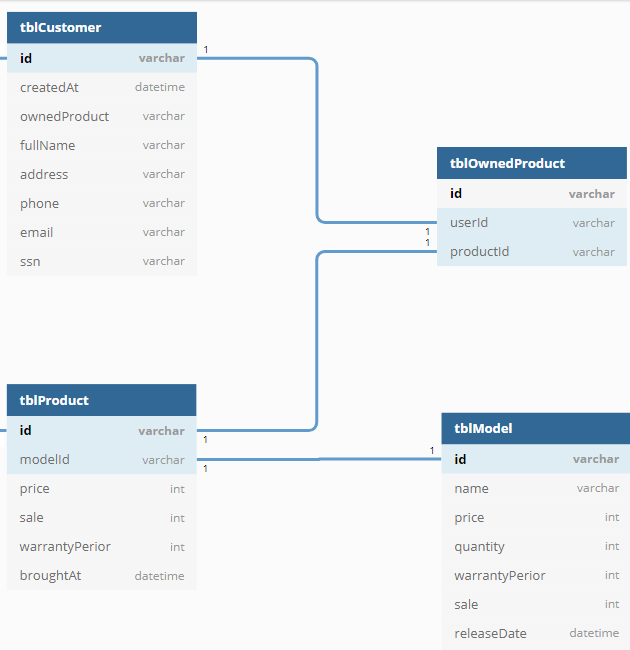 tblCustomer
id varchar
createdAt datetime
ownedProduct varchar
fullName varchar
address varchar
phone varchar
email varchar
ssn varchar
1
tblOwnedProduct
id varchar
userId varchar
productId varchar
1
1
tblProduct
id varchar
modelId varchar
price int
sale int
warrantyPerior int
broughtAt datetime
1
1
1
tblModel
id varchar
name varchar
price int
quantity int
warrantyPerior int
sale int
releaseDate datetime